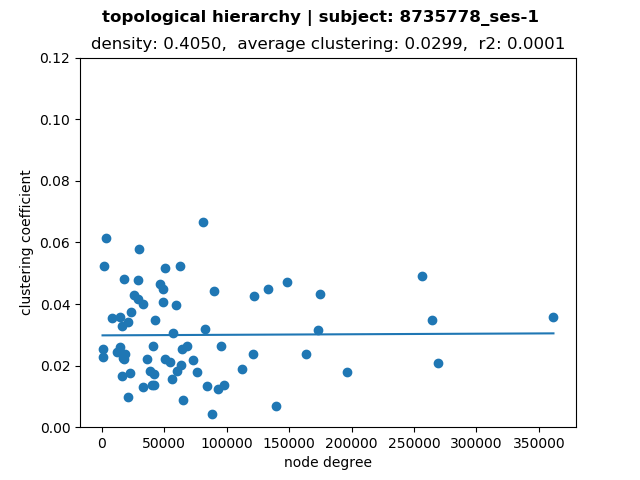 topological hierarchy | subject: 8735778_ses-1
density: 0.4050,  average clustering: 0.0299,  r2: 0.0001
0.12
0.10
0.08
0.06
0.04
0.02
0.00
clustering coefficient
0 50000 100000 150000 200000 250000 300000 350000
node degree